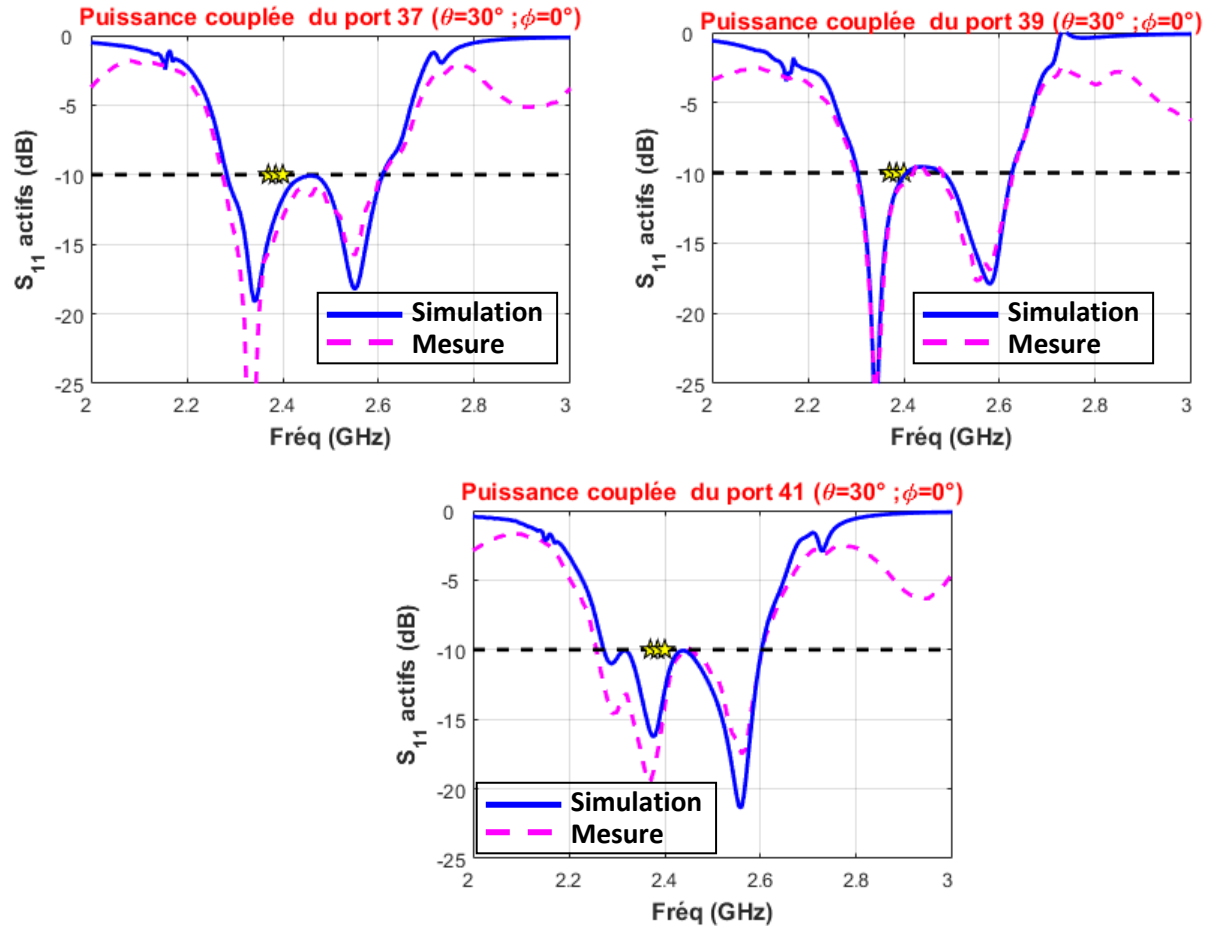 Puissance couplée du port 37 (θ=30° ;ϕ=0°)
0
-5
-10
-15
-20
-25
S11 actifs (dB)
Simulation
Mesure
2
2.2
2.4
2.6
2.8
3
Fréq (GHz)
Puissance couplée du port 39 (θ=30° ;ϕ=0°)
0
-5
-10
-15
-20
-25
S11 actifs (dB)
Simulation
Mesure
2
2.2
2.4
2.6
2.8
3
Fréq (GHz)
Puissance couplée du port 41 (θ=30° ;ϕ=0°)
0
-5
-10
-15
-20
-25
S11 actifs (dB)
Simulation
Mesure
2
2.2
2.4
2.6
2.8
3
Fréq (GHz)